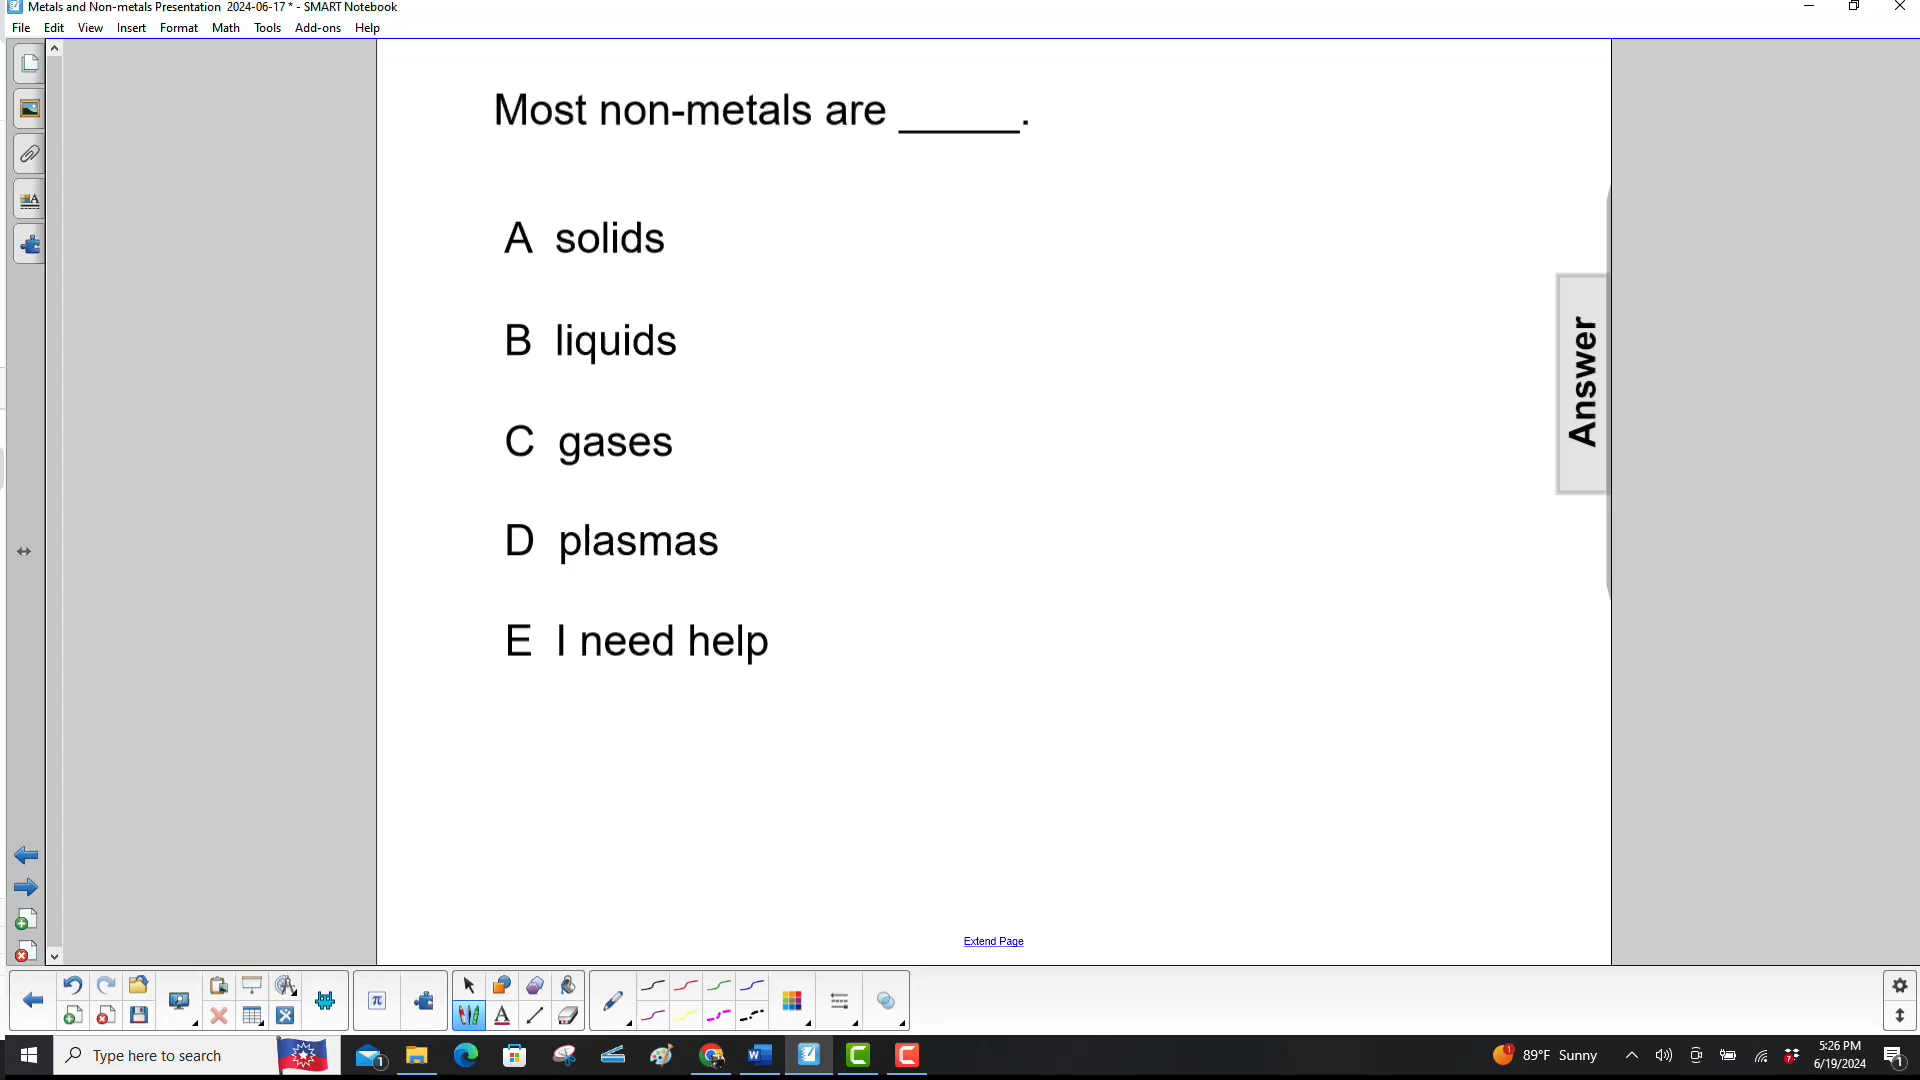 Metals and Non-metals Presentation 2024-06-17 * - SMART Notebook
File Edit View Insert Format Math Tools Add-ons Help
Most non-metals are ______.
A solids
B liquids
C gases
D plasmas
E I need help
Answer
Extend Page
Type here to search
89°F Sunny
5:26 PM
6/19/2024